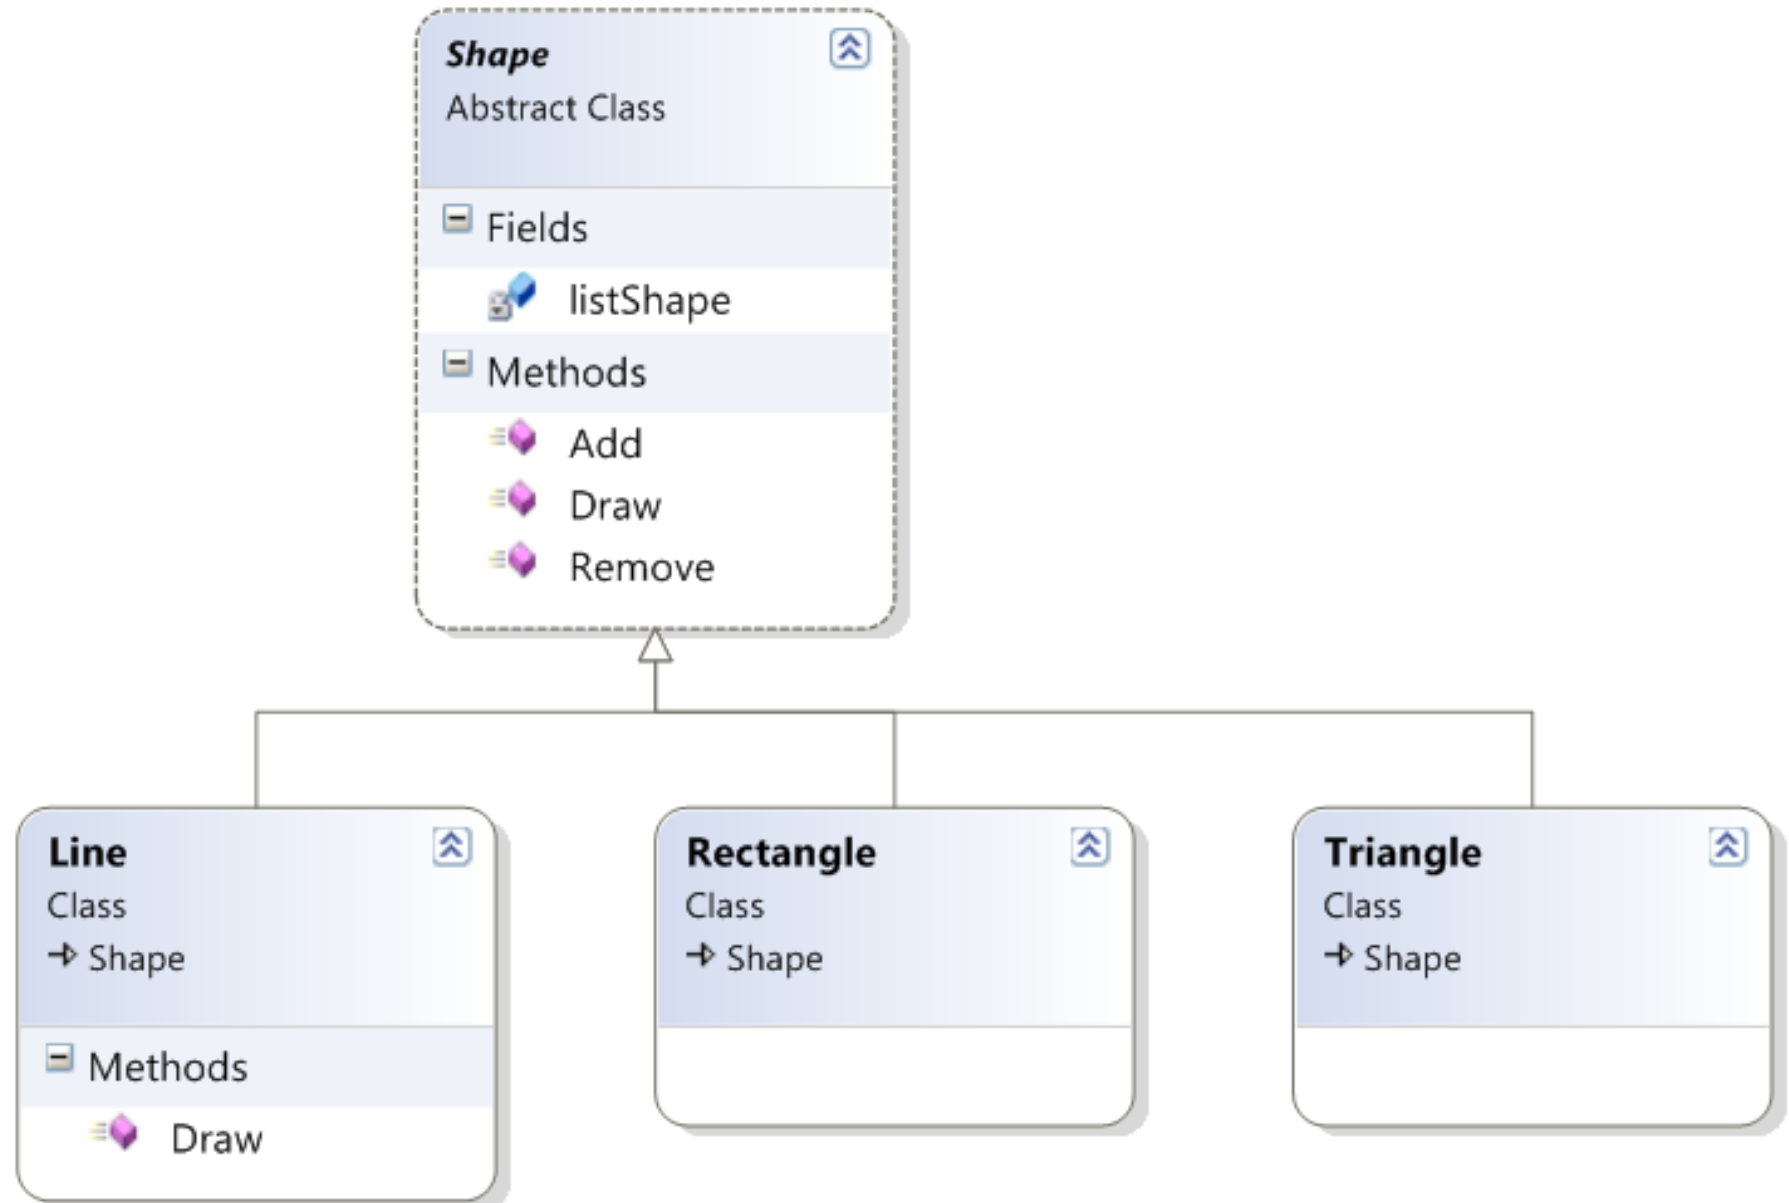 Shape
Abstract Class
Fields
listShape
Methods
Add
Draw
Remove
Line
Class
Shape
Methods
Draw
Rectangle
Class
Shape
Triangle
Class
Shape